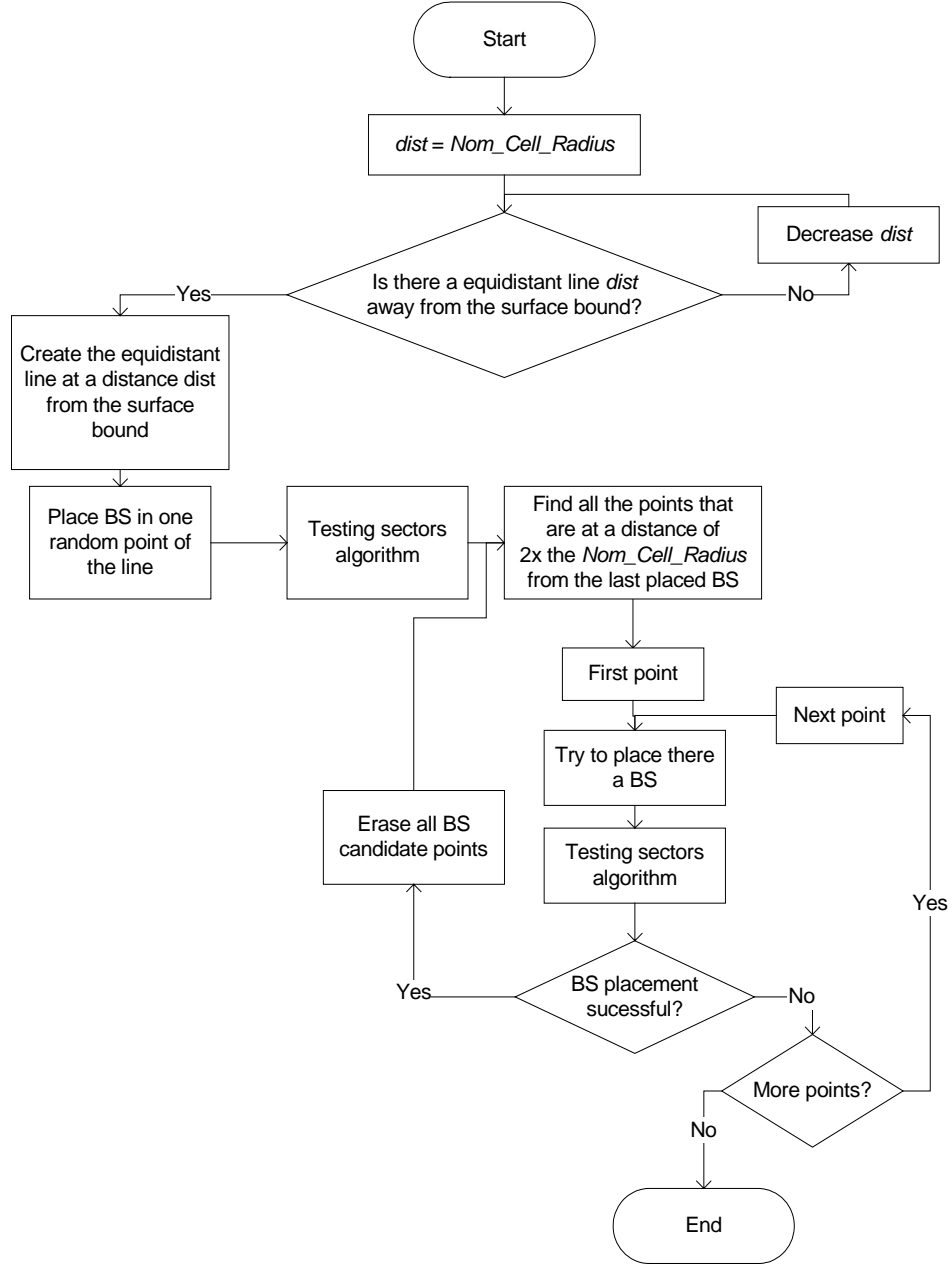 Start
dist = Nom_Cell_Radius
Decrease dist
Is there a equidistant line dist
away from the surface bound?
Yes
No
Create the equidistant
line at a distance dist
from the surface
bound
Place BS in one
random point of
the line
Testing sectors
algorithm
Find all the points that
are at a distance of
2x the Nom_Cell_Radius
from the last placed BS
First point
Next point
Try to place there
a BS
Erase all BS
candidate points
Testing sectors
algorithm
Yes
BS placement
sucessful?
Yes
No
More points?
No
End